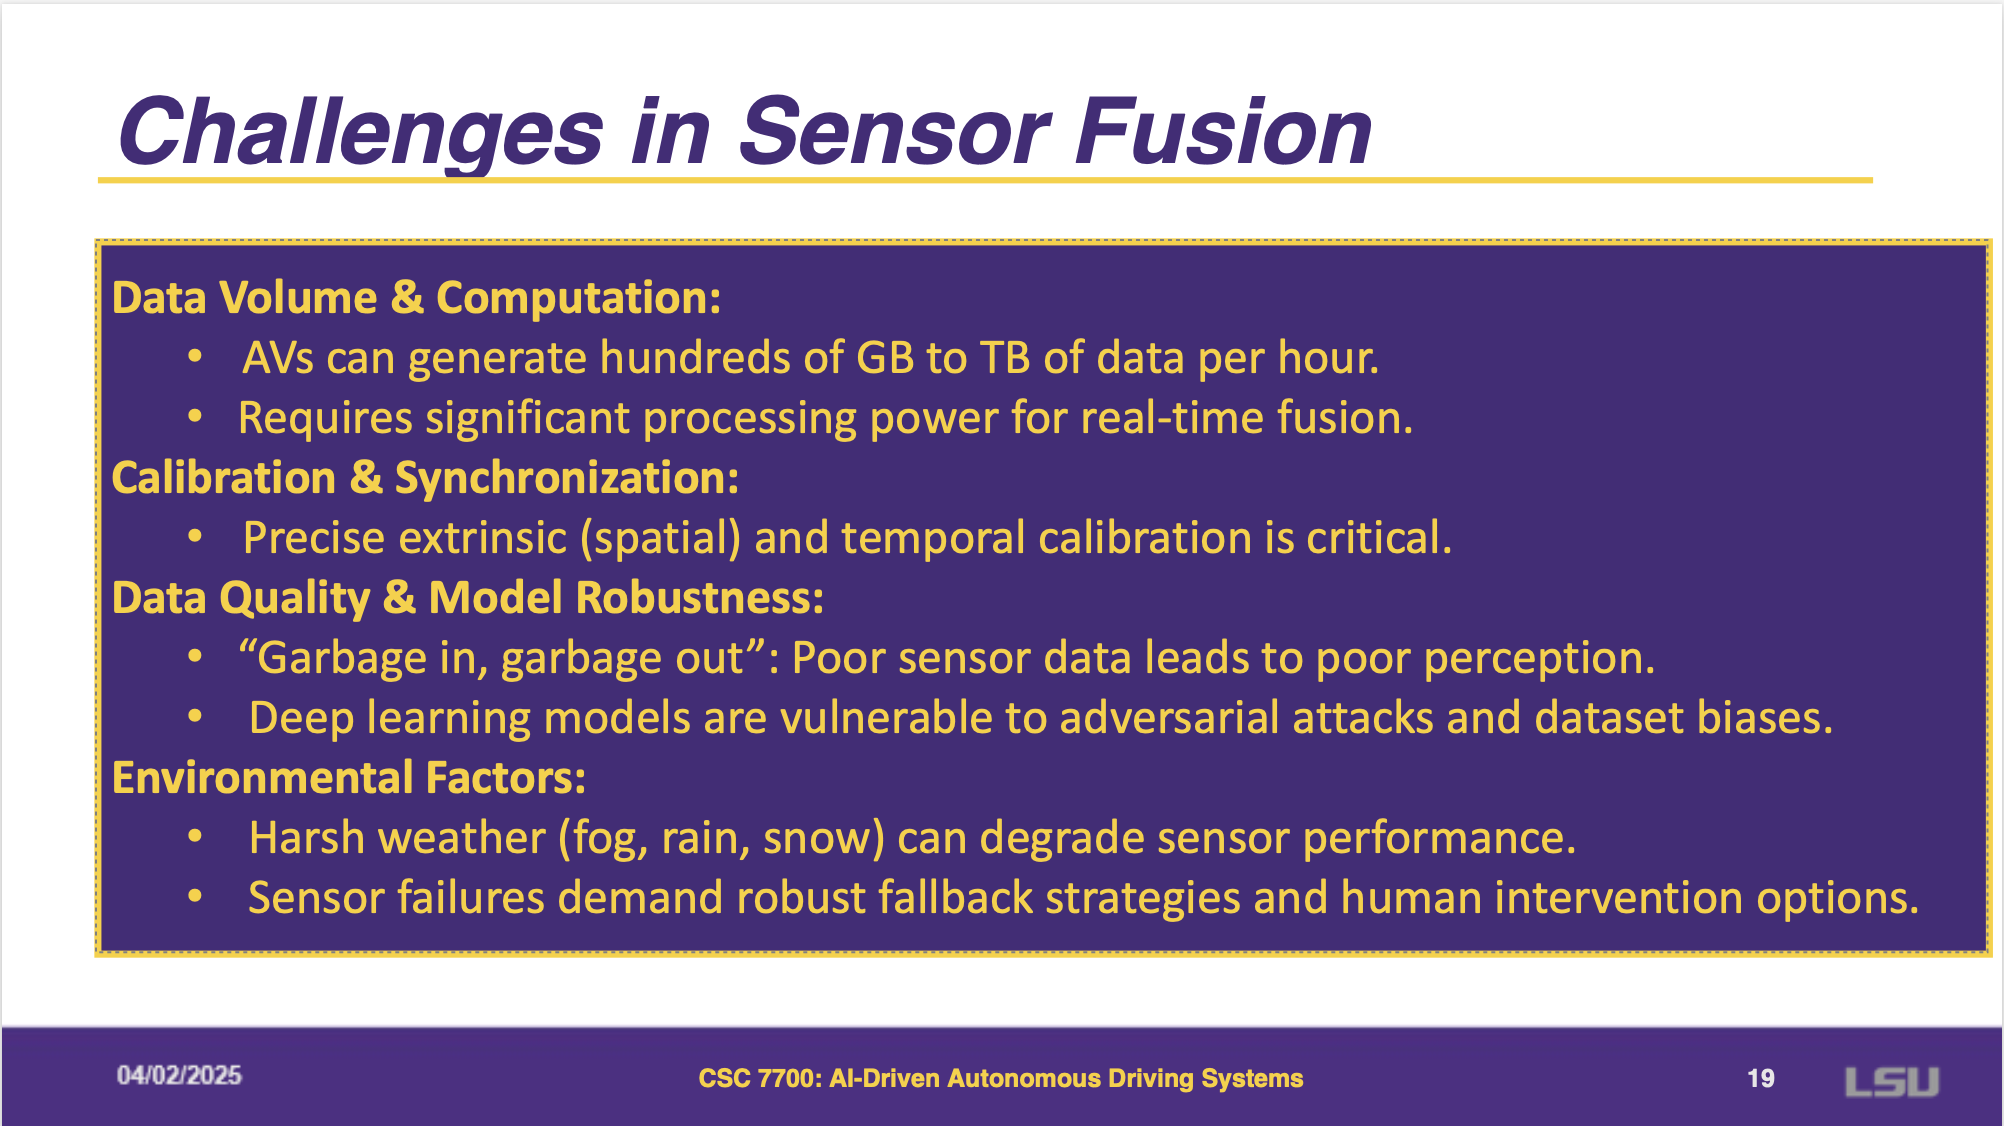 Challenges in Sensor Fusion
Data Volume & Computation:
• AVs can generate hundreds of GB to TB of data per hour.
• Requires significant processing power for real-time fusion.
Calibration & Synchronization:
• Precise extrinsic (spatial) and temporal calibration is critical.
Data Quality & Model Robustness:
• “Garbage in, garbage out”: Poor sensor data leads to poor perception.
• Deep learning models are vulnerable to adversarial attacks and dataset biases.
Environmental Factors:
• Harsh weather (fog, rain, snow) can degrade sensor performance.
• Sensor failures demand robust fallback strategies and human intervention options.
04/02/2025
CSC 7700: AI-Driven Autonomous Driving Systems
19
LSU